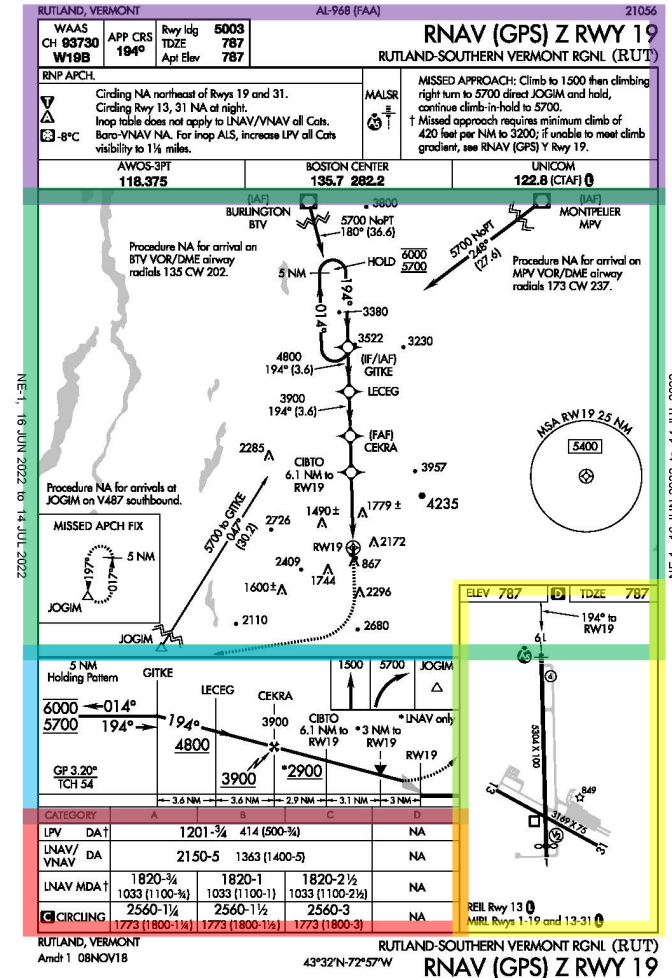 RUTLAND, VERMONT
AL-968 (FAA)
21056
WAAS
CH 93730
W19B
APP CRS
194°
Rwy ldg 5003
TDZE 787
Apt Elev 787
RNAV (GPS) Z RWY 19
RUTLAND-SOUTHERN VERMONT RGNL (RUT)
RNP APCH.
Circling NA northeast of Rwys 19 and 31.
Circling Rwy 13, 31 NA at night.
Inop table does not apply to LNAV/VNAV all Cats.
-8°C Baro-VNAV NA. For inop ALS, increase LPV all Cats
visibility to 1⅛ miles.
MALSR
A5
MISSED APPROACH: Climb to 1500 then climbing
right turn to 5700 direct JOGIM and hold,
continue climb-in-hold to 5700.
† Missed approach requires minimum climb of
420 feet per NM to 3200; if unable to meet climb
gradient, see RNAV (GPS) Y Rwy 19.
AWOS-3PT
118.375
BOSTON CENTER
135.7 282.2
UNICOM
122.8 (CTAF) L
(IAF)
BURLINGTON
BTV
3800
5700 NoPT
180° (36.6)
(IAF)
MONTPELIER
MPV
5700 NoPT
248°
(27.6)
Procedure NA for arrival on
BTV VOR/DME airway
radials 135 CW 202.
Procedure NA for arrival on
MPV VOR/DME airway
radials 173 CW 237.
HOLD 6000
5700
5 NM
194°
014°
3380
3522
3230
(IF/IAF)
GITKE
4800
194° (3.6)
LECEG
3900
194° (3.6)
(FAF)
CEKRA
CIBTO
6.1 NM to
RW19
MSA RW19 25 NM
5400
2285
3957
4235
Procedure NA for arrivals at
JOGIM on V487 southbound.
5700 to GITKE
047°
(30.2)
2726
1490±
1779±
RW19
2172
867
2409
1744
1600±
2296
2110
2680
MISSED APCH FIX
5 NM
197°
017°
JOGIM
JOGIM
NE-1, 16 JUN 2022 to 14 JUL 2022
ELEV 787
D
TDZE 787
194° to
RW19
19
A5
4
5304 X 100
849
13
3169 X 75
31
V2
1
REIL Rwy 13 L
MIRL Rwys 1-19 and 13-31 L
5 NM
Holding Pattern
GITKE
LECEG
CEKRA
1500
5700
JOGIM
6000
5700
014°
194°
194°
4800
3900
3900
CIBTO
6.1 NM to
RW19
*LNAV only
*3 NM to
RW19
RW19
*2900
GP 3.20°
TCH 54
3.6 NM
3.6 NM
2.9 NM
3.1 NM
3 NM
CATEGORY A B C D
LPV DA† 1201-¾ 414 (500-¾) NA
LNAV/
VNAV DA 2150-5 1363 (1400-5) NA
LNAV MDA† 1820-¾ 1820-1 1820-2½ NA
1033 (1100-¾) 1033 (1100-1) 1033 (1100-2½)
C CIRCLING 2560-1¼ 2560-1½ 2560-3 NA
1773 (1800-1¼) 1773 (1800-1½) 1773 (1800-3)
RUTLAND, VERMONT
Amdt 1 08NOV18
43°32'N-72°57'W
RUTLAND-SOUTHERN VERMONT RGNL (RUT)
RNAV (GPS) Z RWY 19